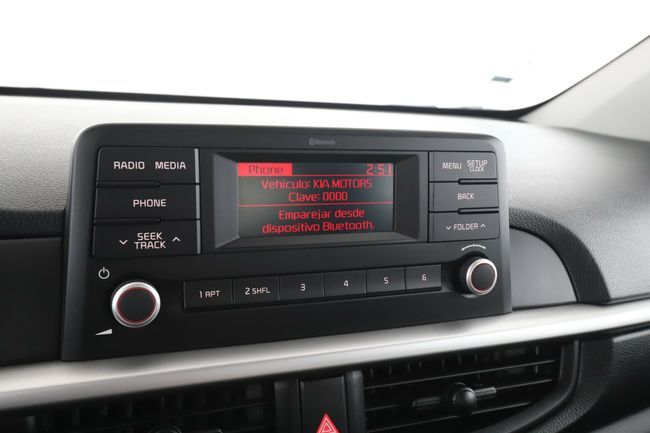 Bluetooth
RADIO MEDIA
PHONE
SEEK
TRACK
Phone 2:51
Vehículo: KIA MOTORS
Clave: 0000
Emparejar desde
dispositivo Bluetooth.
MENU SETUP
CLOCK
BACK
FOLDER
1 RPT 2 SHFL 3 4 5 6